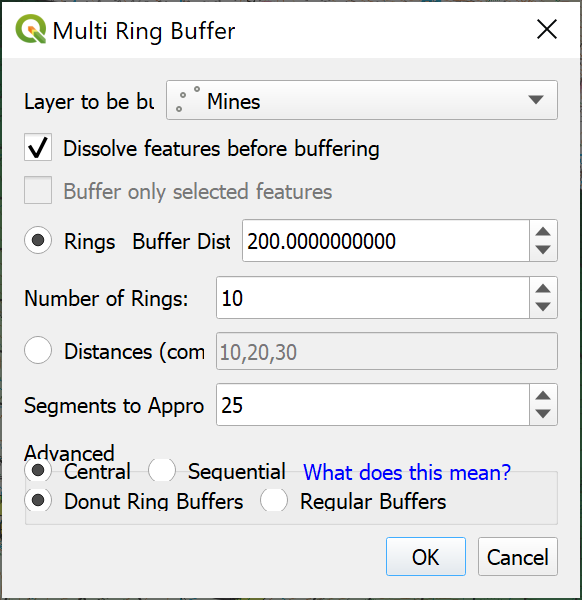 Multi Ring Buffer
Layer to be bu Mines
Dissolve features before buffering
Buffer only selected features
Rings Buffer Dist 200.0000000000
Number of Rings: 10
Distances (com 10,20,30
Segments to Appro 25
Advanced
Central Sequential What does this mean?
Donut Ring Buffers Regular Buffers
OK Cancel